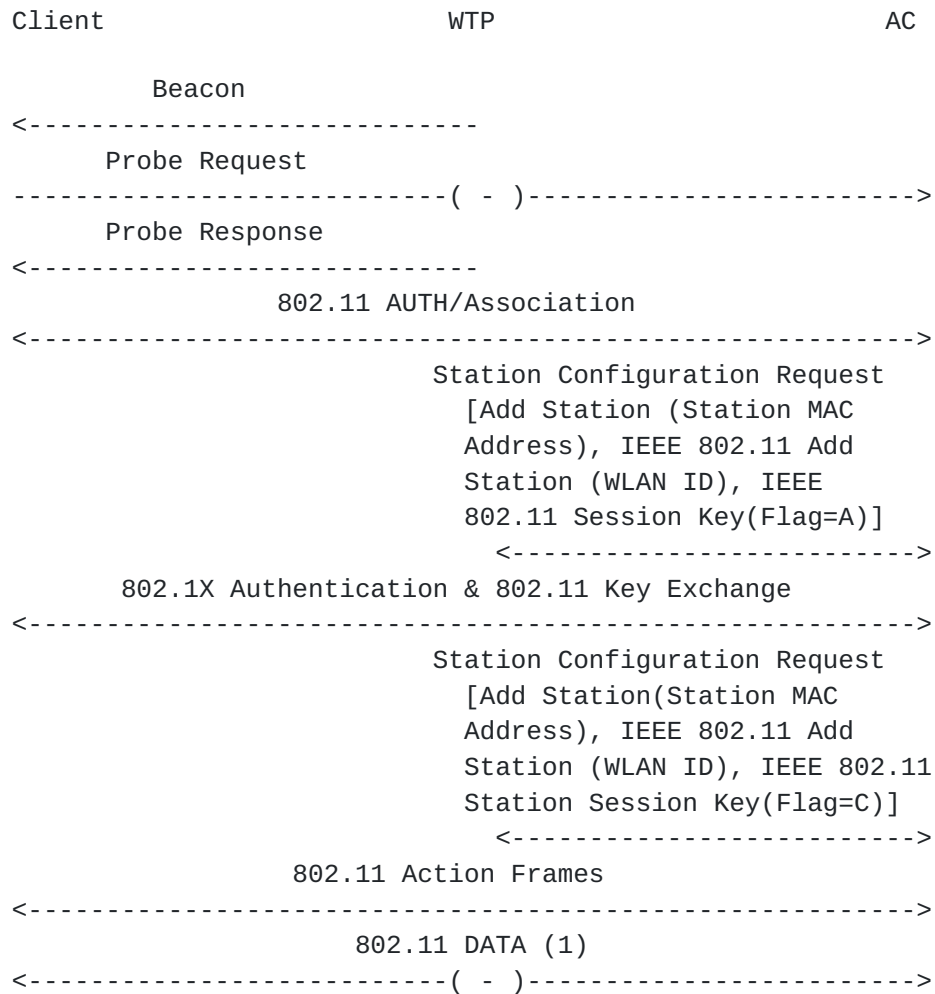 Client WTP AC
Beacon
<-----------------------------
Probe Request
----------------------------( - )------------------------->
Probe Response
<-----------------------------
802.11 AUTH/Association
<--------------------------------------------------------->
Station Configuration Request
[Add Station (Station MAC
Address), IEEE 802.11 Add
Station (WLAN ID), IEEE
802.11 Session Key(Flag=A)]
<-------------------------->
802.1X Authentication & 802.11 Key Exchange
<--------------------------------------------------------->
Station Configuration Request
[Add Station(Station MAC
Address), IEEE 802.11 Add
Station (WLAN ID), IEEE 802.11
Station Session Key(Flag=C)]
<-------------------------->
802.11 Action Frames
<--------------------------------------------------------->
802.11 DATA (1)
<---------------------------( - )------------------------->